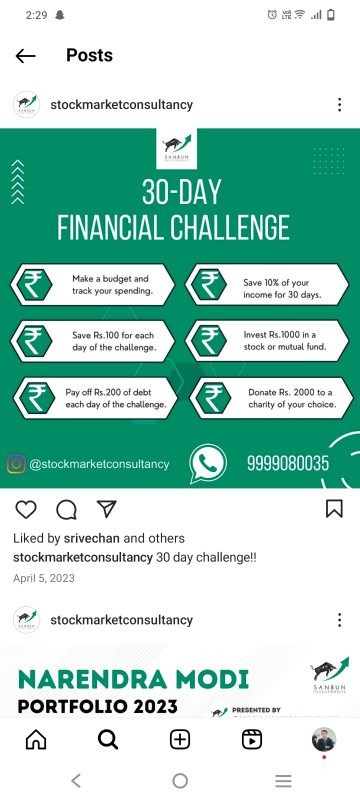 2:29
VoI LTE
Posts
stockmarketconsultancy
SANBUN
INVESTMENTS
30-DAY
FINANCIAL CHALLENGE
Make a budget and
track your spending.
Save 10% of your
income for 30 days.
Save Rs.100 for each
day of the challenge.
Invest Rs.1000 in a
stock or mutual fund.
Pay off Rs.200 of debt
each day of the challenge.
Donate Rs. 2000 to a
charity of your choice.
@stockmarketconsultancy
9999080035
Liked by srivechan and others
stockmarketconsultancy 30 day challenge!!
April 5, 2023
stockmarketconsultancy
NARENDRA MODI
PORTFOLIO 2023
SANBUN
INVESTMENTS
PRESENTED BY